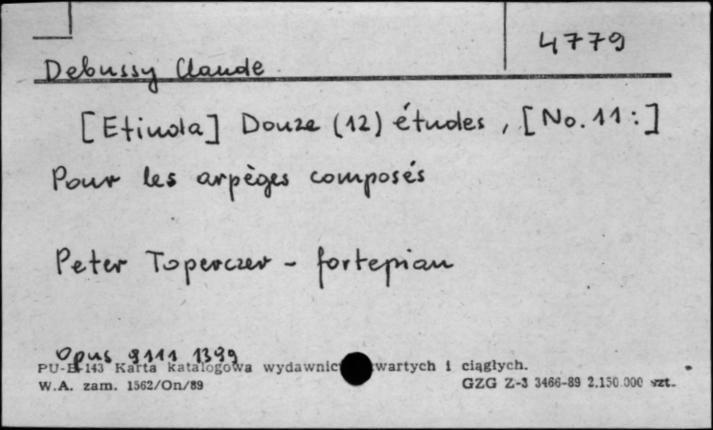 4779
Debussy Claude
[Etiuda] Douze (12) études, [No. 11:]
Pour les arpèges composés
Peter Toperczer - fortepian
Opus 9111 1399
PU-K-143 Karta katalogowa wydawnic wartych i ciągłych.
W.A. zam. 1562/On/89 GZG Z-3 3466-89 2.150.000 szt.